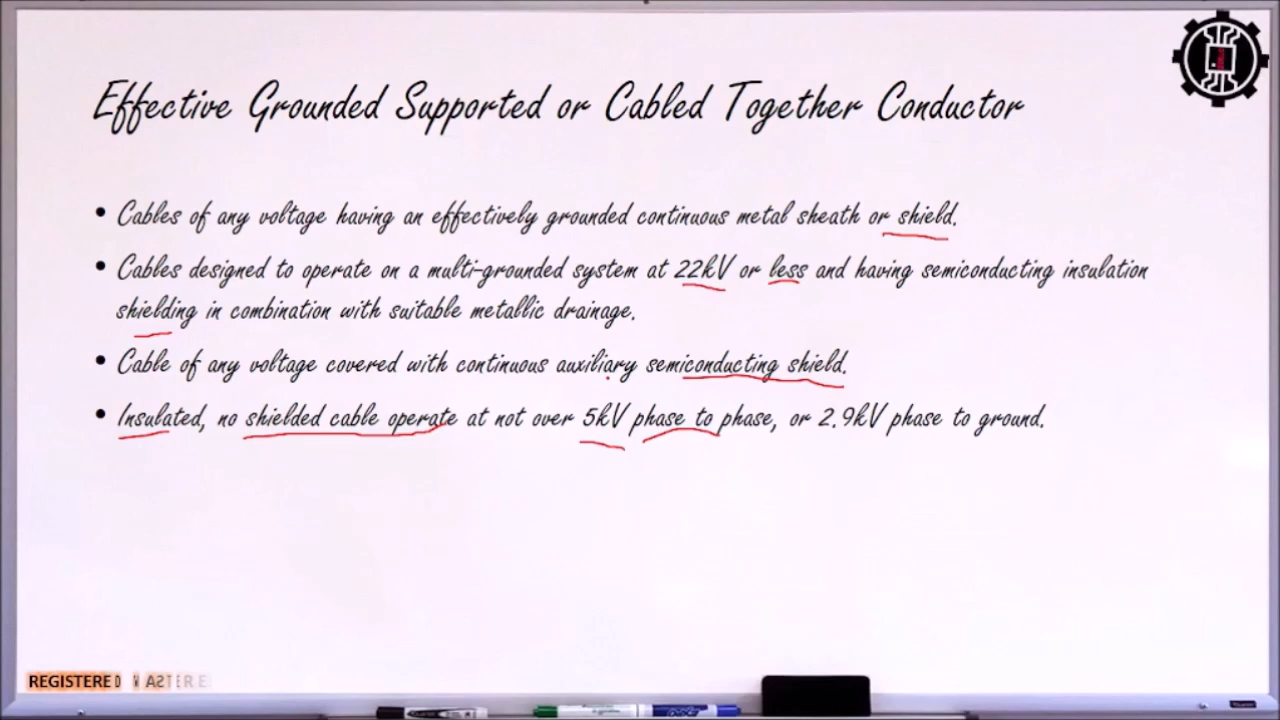 Effective Grounded Supported or Cabled Together Conductor
• Cables of any voltage having an effectively grounded continuous metal sheath or shield.
• Cables designed to operate on a multi-grounded system at 22kV or less and having semiconducting insulation
shielding in combination with suitable metallic drainage.
• Cable of any voltage covered with continuous auxiliary semiconducting shield.
• Insulated, no shielded cable operate at not over 5kV phase to phase, or 2.9kV phase to ground.
REGISTERED